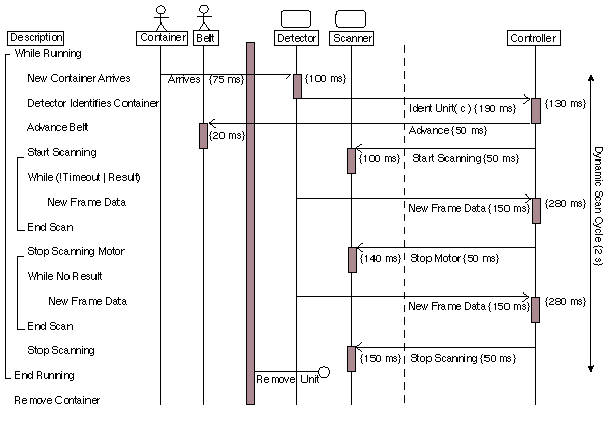 Description
Container
Belt
Detector
Scanner
Controller
While Running
New Container Arrives
Arrives {75 ms}
{100 ms}
Detector Identifies Container
Ident Unit( c ) {190 ms}
{130 ms}
Advance Belt
{20 ms}
Advance {50 ms}
Start Scanning
{100 ms}
Start Scanning {50 ms}
While (!Timeout | Result)
New Frame Data
New Frame Data {150 ms}
{280 ms}
End Scan
Stop Scanning Motor
{140 ms}
Stop Motor {50 ms}
While No Result
New Frame Data
New Frame Data {150 ms}
{280 ms}
End Scan
Stop Scanning
{150 ms}
Stop Scanning {50 ms}
End Running
Remove Unit
Remove Container
Dynamic Scan Cycle {2 s}